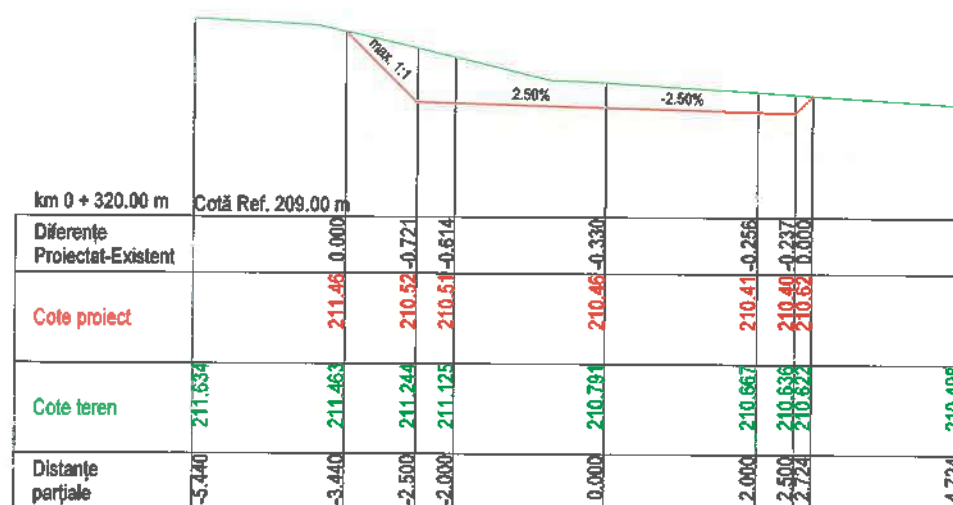 max. 1:1
2.50%
-2.50%
km 0 + 320.00 m Cotă Ref. 209.00 m
Diferențe
Proiectat-Existent
0.000 -0.721 -0.614 -0.330 -0.256 -0.237 0.000
Cote proiect
211.46 210.52 210.51 210.46 210.41 210.40 210.62
Cote teren
211.634 211.463 211.244 211.125 210.791 210.667 210.636 210.622
Distanțe
parțiale
-5.440 -3.440 -2.500 -2.000 0.000 2.000 2.500 2.724